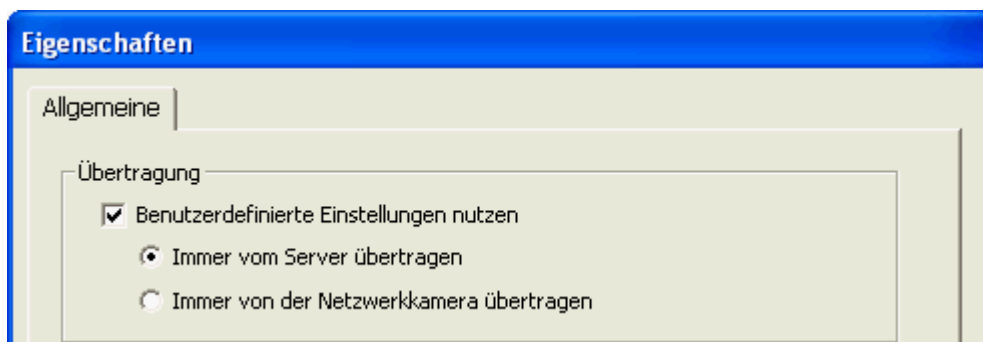 Eigenschaften
Allgemeine
Übertragung
Benutzerdefinierte Einstellungen nutzen
Immer vom Server übertragen
Immer von der Netzwerkkamera übertragen